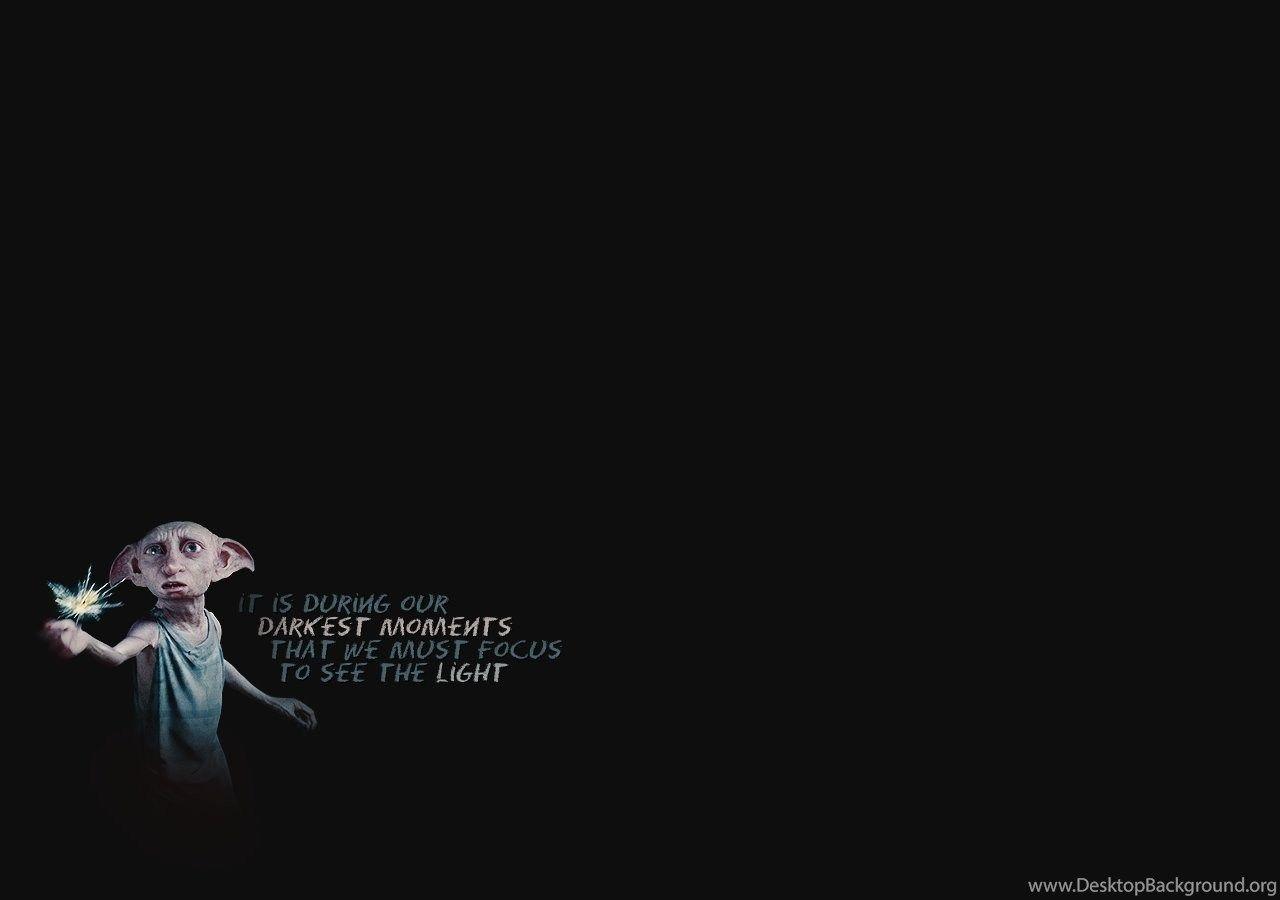 iT iS DURiNG OUR
DARKEST MOMENTS
THAT WE MUST FOCUS
TO SEE THE LiGHT
www.DesktopBackground.org